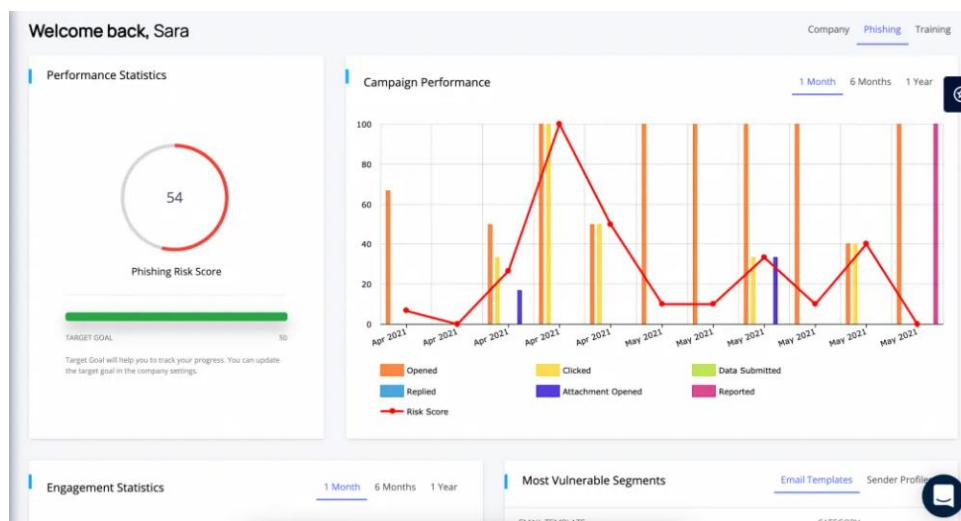 Welcome back, Sara
Company Phishing Training
Performance Statistics
54
Phishing Risk Score
TARGET GOAL 50
Target Goal will help you to track your progress. You can update
the target goal in the company settings.
Campaign Performance
1 Month 6 Months 1 Year
100
80
60
40
20
0
Apr 2021 Apr 2021 Apr 2021 Apr 2021 Apr 2021 May 2021 May 2021 May 2021 May 2021 May 2021 May 2021
Opened Clicked Data Submitted
Replied Attachment Opened Reported
Risk Score
Engagement Statistics
1 Month 6 Months 1 Year
Most Vulnerable Segments
Email Templates Sender Profile
EMAIL TEMPLATE CATEGORY